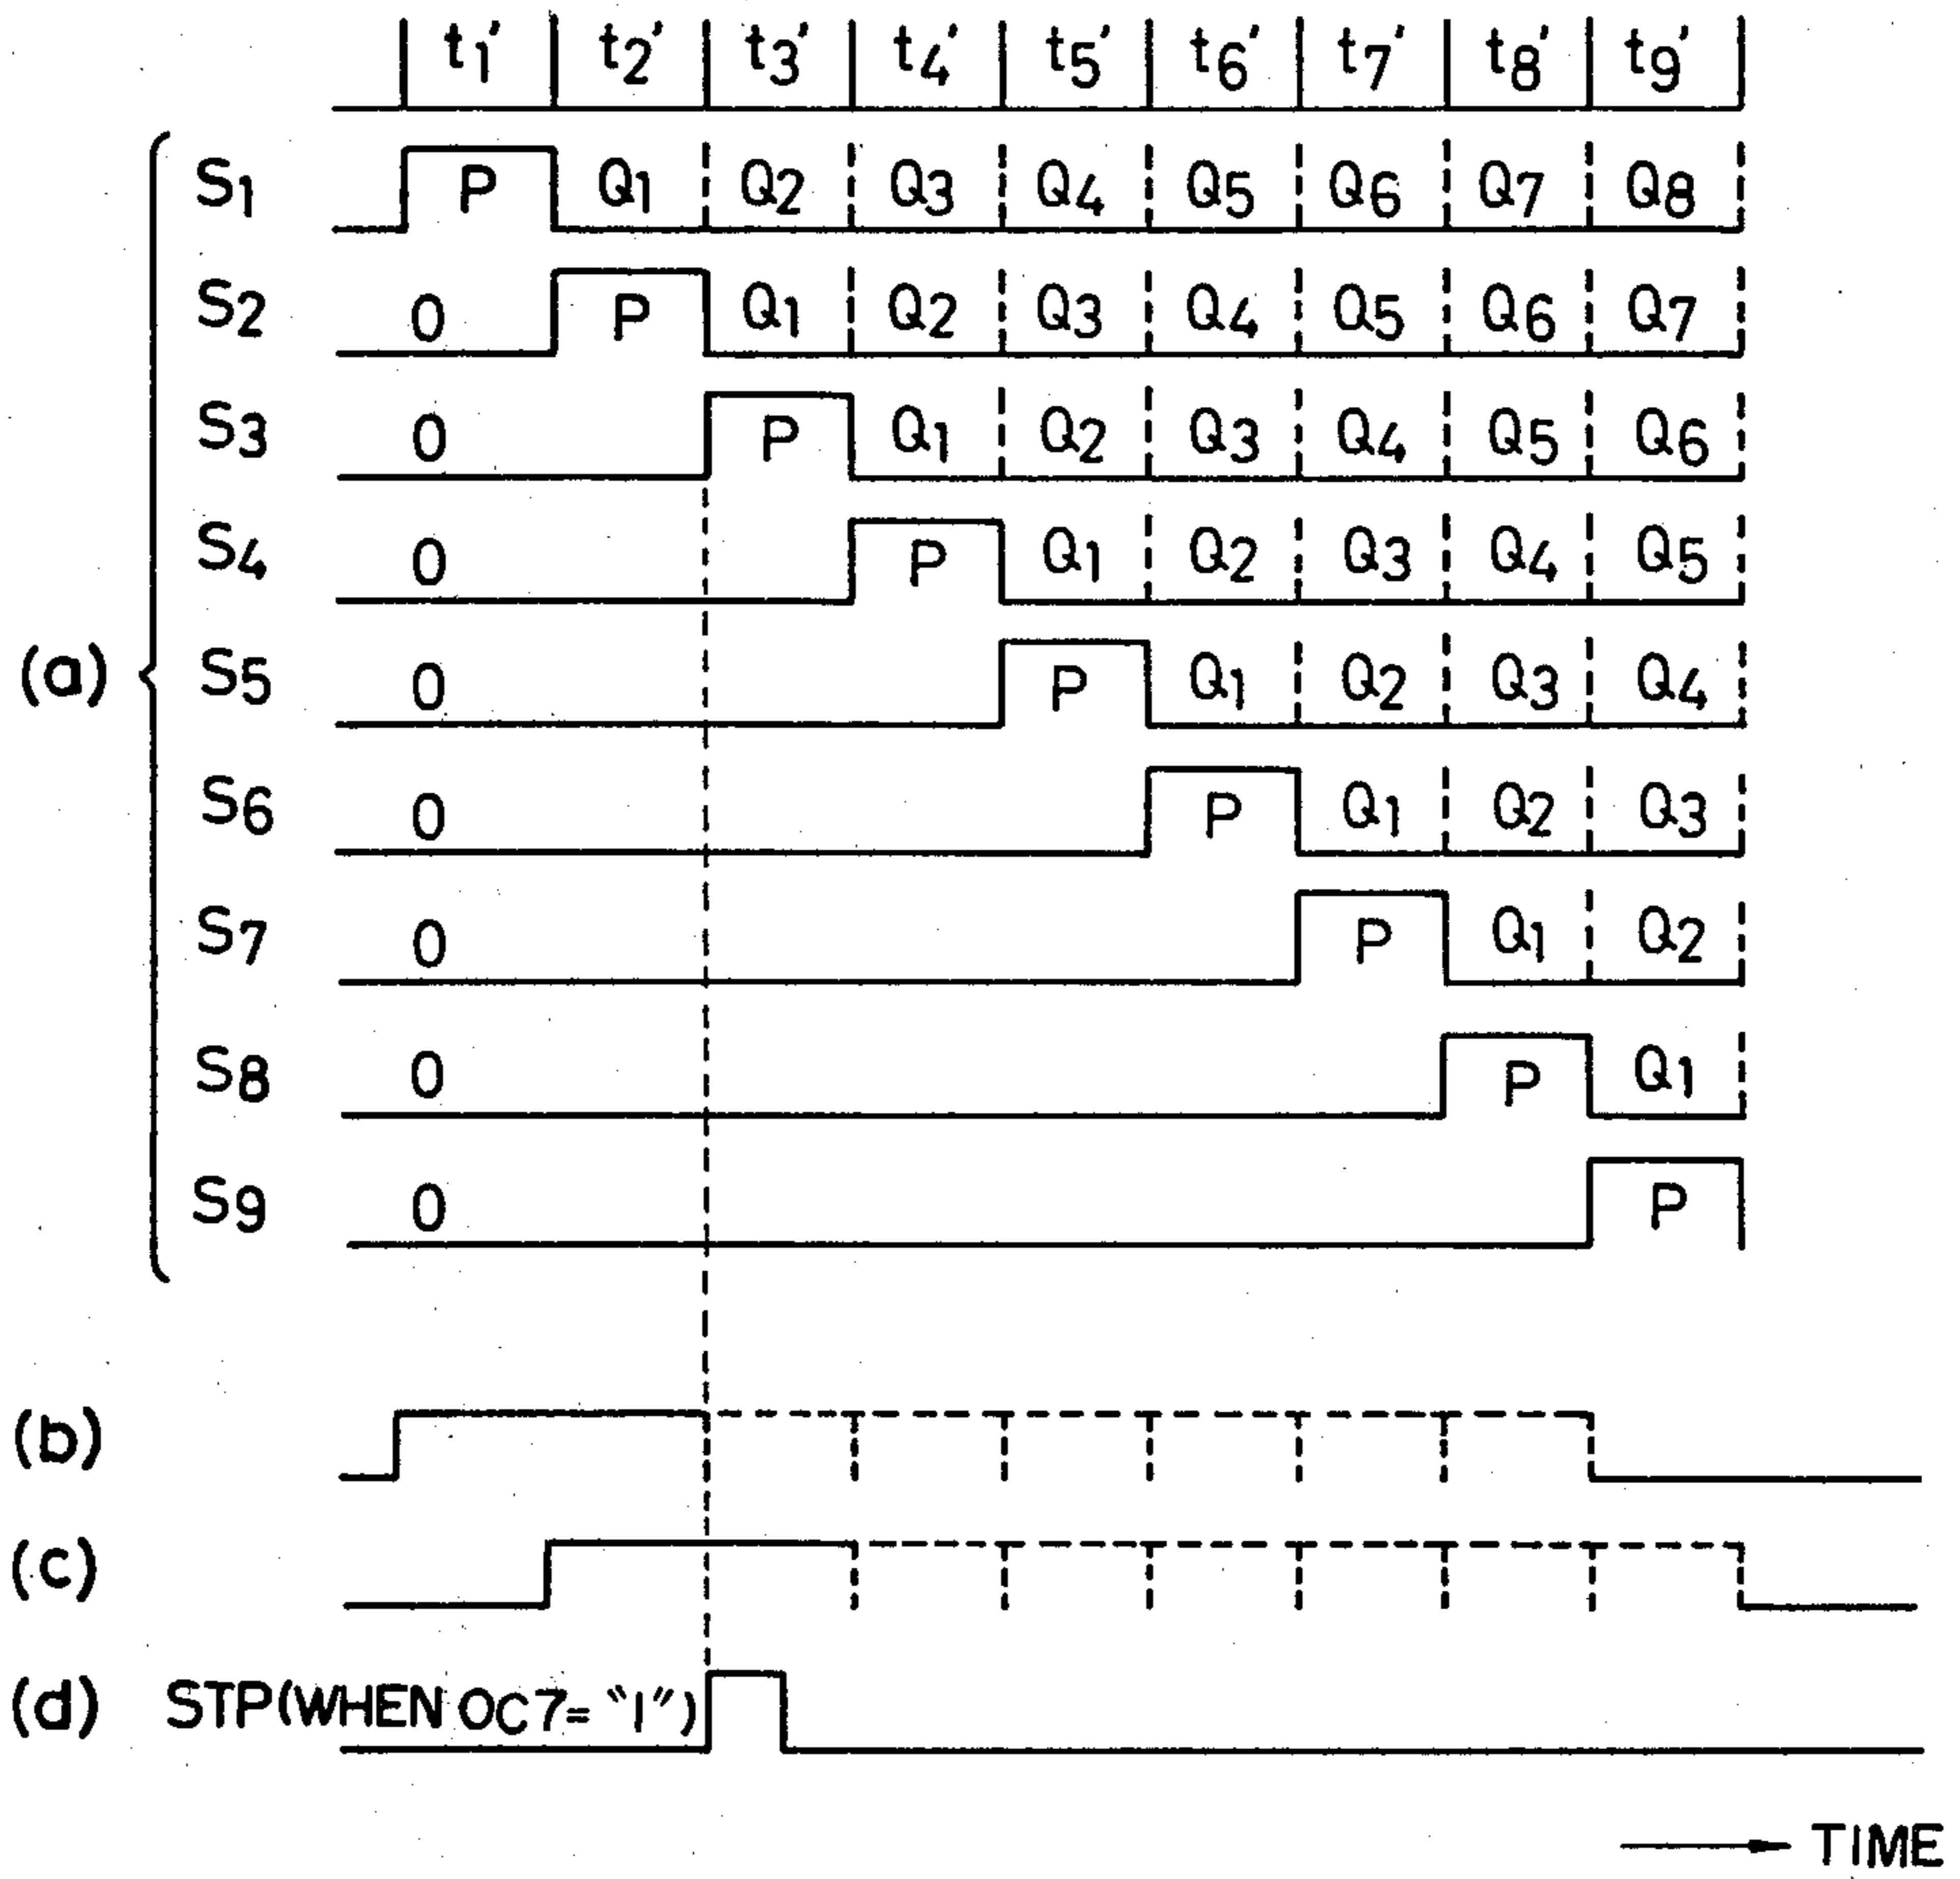 t1' t2' t3' t4' t5' t6' t7' t8' t9'
S1 P Q1 Q2 Q3 Q4 Q5 Q6 Q7 Q8
S2 0 P Q1 Q2 Q3 Q4 Q5 Q6 Q7
S3 0 P Q1 Q2 Q3 Q4 Q5 Q6
S4 0 P Q1 Q2 Q3 Q4 Q5
(a) S5 0 P Q1 Q2 Q3 Q4
S6 0 P Q1 Q2 Q3
S7 0 P Q1 Q2
S8 0 P Q1
S9 0 P
(b)
(c)
(d) STP(WHEN OC7="1")
TIME